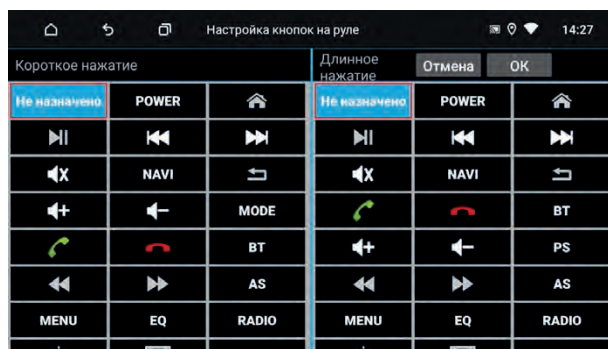 Настройка кнопок на руле 14:27
Короткое нажатие
Длинное нажатие
Отмена OK
Не назначено POWER Не назначено POWER
NAVI NAVI
MODE BT
BT PS
AS AS
MENU EQ RADIO MENU EQ RADIO